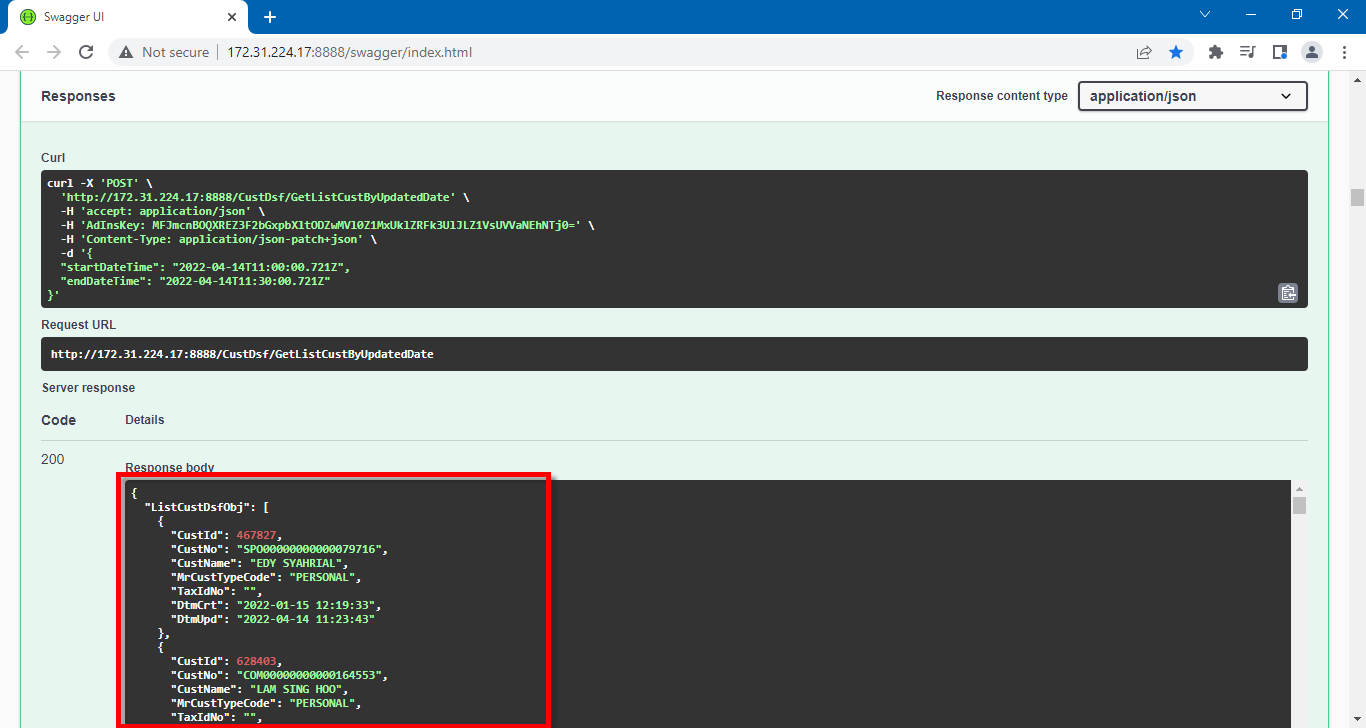 Swagger UI
Not secure
172.31.224.17:8888/swagger/index.html
Responses
Response content type
application/json
Curl
curl -X 'POST' \
'http://172.31.224.17:8888/CustDsf/GetListCustByUpdatedDate' \
-H 'accept: application/json' \
-H 'AdInsKey: MFJmcnBOQXREZ3F2bGxpbXltODZwMVl0Z1MxUklZRFk3UlJLZ1VsUVVaNEhNTj0=' \
-H 'Content-Type: application/json-patch+json' \
-d '{
"startDateTime": "2022-04-14T11:00:00.721Z",
"endDateTime": "2022-04-14T11:30:00.721Z"
}'
Request URL
http://172.31.224.17:8888/CustDsf/GetListCustByUpdatedDate
Server response
Code Details
200
Response body
{
"ListCustDsfObj": [
{
"CustId": 467827,
"CustNo": "SPO00000000000079716",
"CustName": "EDY SYAHRIAL",
"MrCustTypeCode": "PERSONAL",
"TaxIdNo": "",
"DtmCrt": "2022-01-15 12:19:33",
"DtmUpd": "2022-04-14 11:23:43"
},
{
"CustId": 628403,
"CustNo": "COM00000000000164553",
"CustName": "LAM SING HOO",
"MrCustTypeCode": "PERSONAL",
"TaxIdNo": "",